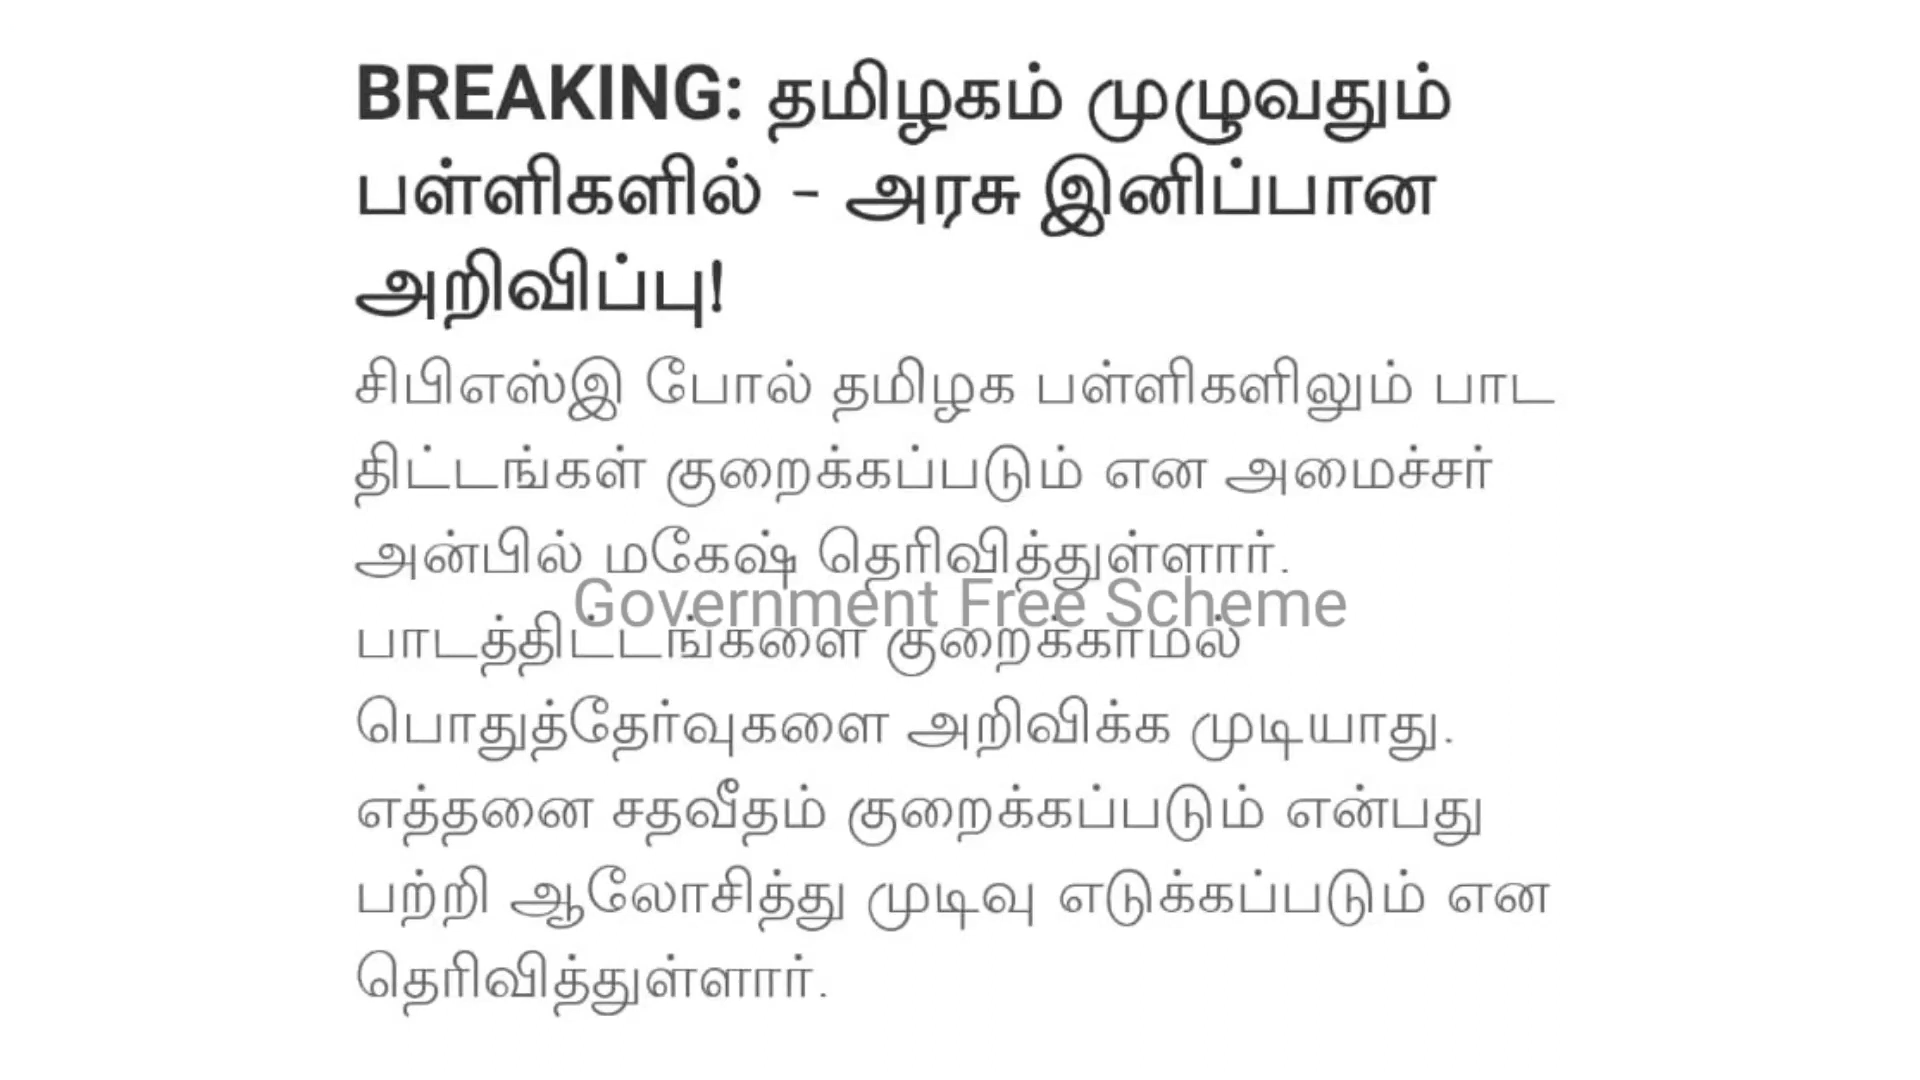 BREAKING: தமிழகம் முழுவதும்
பள்ளிகளில் - அரசு இனிப்பான
அறிவிப்பு!
சிபிஎஸ்இ போல் தமிழக பள்ளிகளிலும் பாட
திட்டங்கள் குறைக்கப்படும் என அமைச்சர்
அன்பில் மகேஷ் தெரிவித்துள்ளார்.
Government Free Scheme
பாடத்திட்டங்களை குறைக்காமல்
பொதுத்தேர்வுகளை அறிவிக்க முடியாது.
எத்தனை சதவீதம் குறைக்கப்படும் என்பது
பற்றி ஆலோசித்து முடிவு எடுக்கப்படும் என
தெரிவித்துள்ளார்.